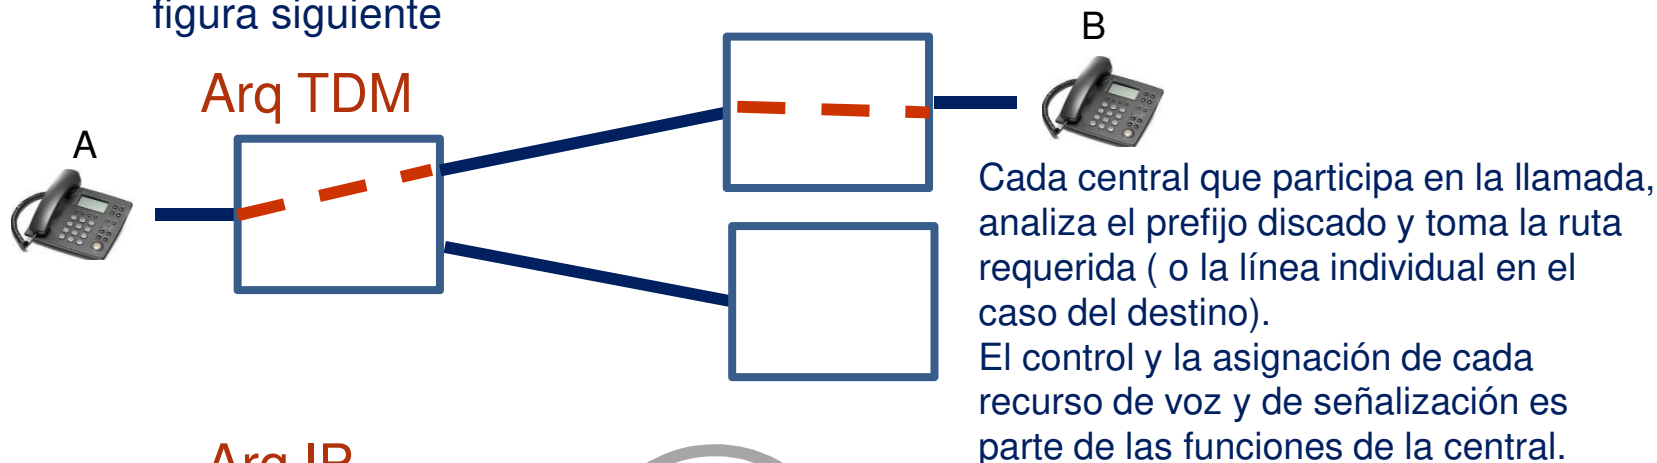 figura siguiente
B
Arq TDM
A
Cada central que participa en la llamada,
analiza el prefijo discado y toma la ruta
requerida ( o la línea individual en el
caso del destino).
El control y la asignación de cada
recurso de voz y de señalización es
parte de las funciones de la central.
Arq IP